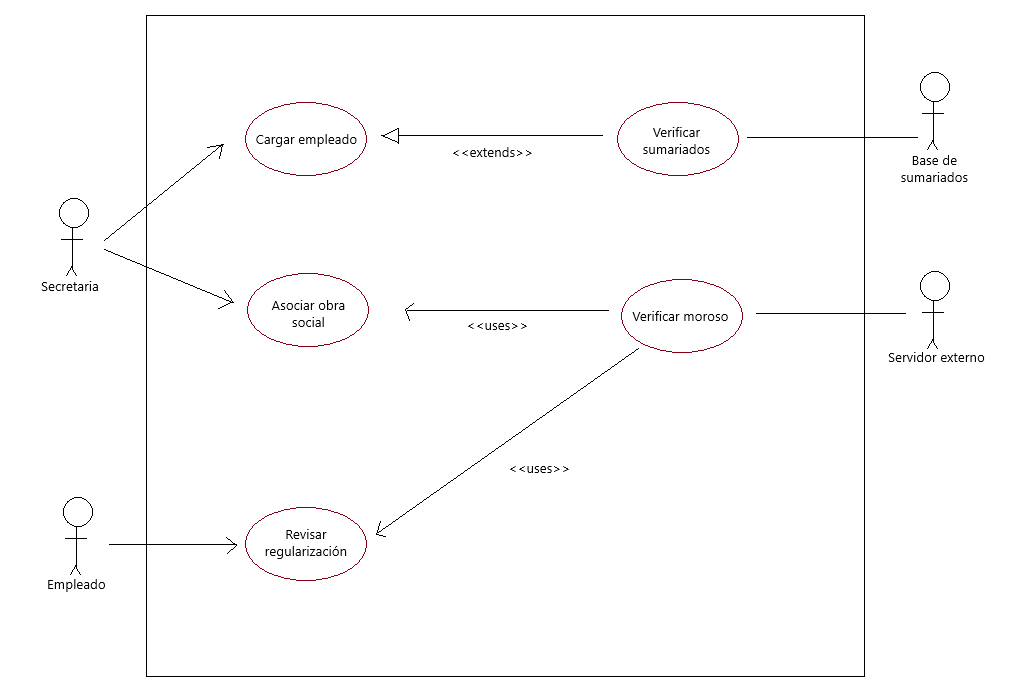 Cargar empleado
<<extends>>
Verificar
sumariados
Base de
sumariados
Secretaria
Asociar obra
social
<<uses>>
Verificar moroso
Servidor externo
<<uses>>
Revisar
regularización
Empleado